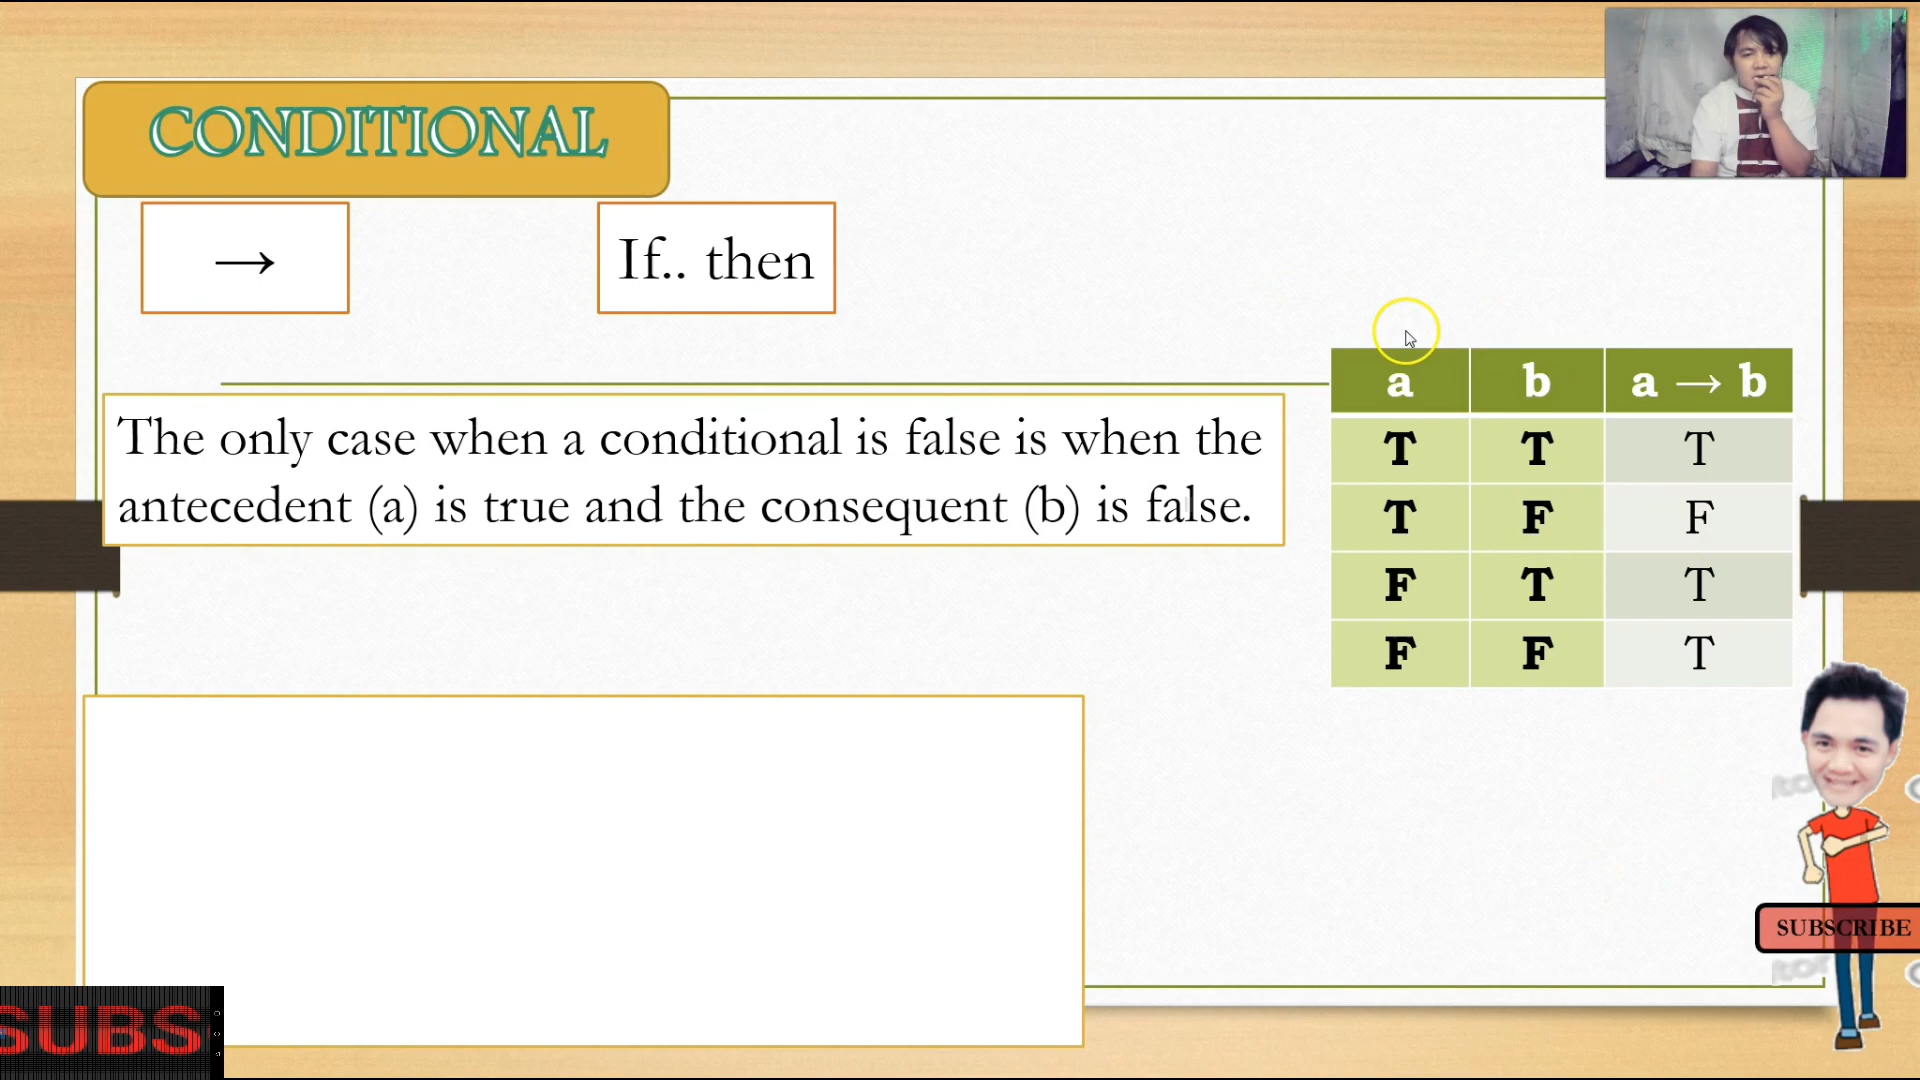 CONDITIONAL
→
If.. then
The only case when a conditional is false is when the
antecedent (a) is true and the consequent (b) is false.
a b a → b
T T T
T F F
F T T
F F T
SUBSCRIBE
SUBS